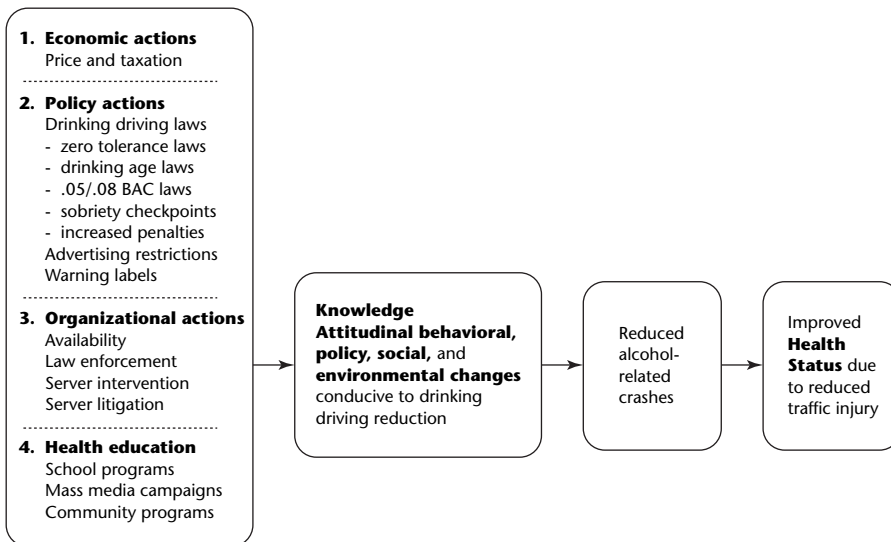 1. Economic actions
Price and taxation
2. Policy actions
Drinking driving laws
- zero tolerance laws
- drinking age laws
- .05/.08 BAC laws
- sobriety checkpoints
- increased penalties
Advertising restrictions
Warning labels
3. Organizational actions
Availability
Law enforcement
Server intervention
Server litigation
4. Health education
School programs
Mass media campaigns
Community programs
Knowledge
Attitudinal behavioral,
policy, social, and
environmental changes
conducive to drinking
driving reduction
Reduced
alcohol-
related
crashes
Improved
Health
Status due
to reduced
traffic injury